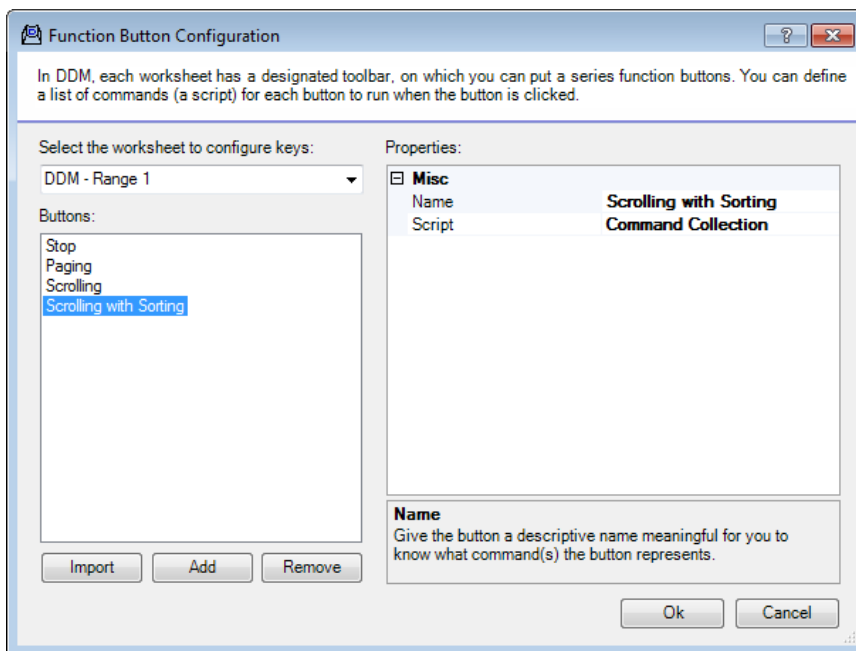 Function Button Configuration
In DDM, each worksheet has a designated toolbar, on which you can put a series function buttons. You can define
a list of commands (a script) for each button to run when the button is clicked.
Select the worksheet to configure keys:
DDM - Range 1
Buttons:
Stop
Paging
Scrolling
Scrolling with Sorting
Import
Add
Remove
Properties:
Misc
Name Scrolling with Sorting
Script Command Collection
Name
Give the button a descriptive name meaningful for you to
know what command(s) the button represents.
Ok
Cancel